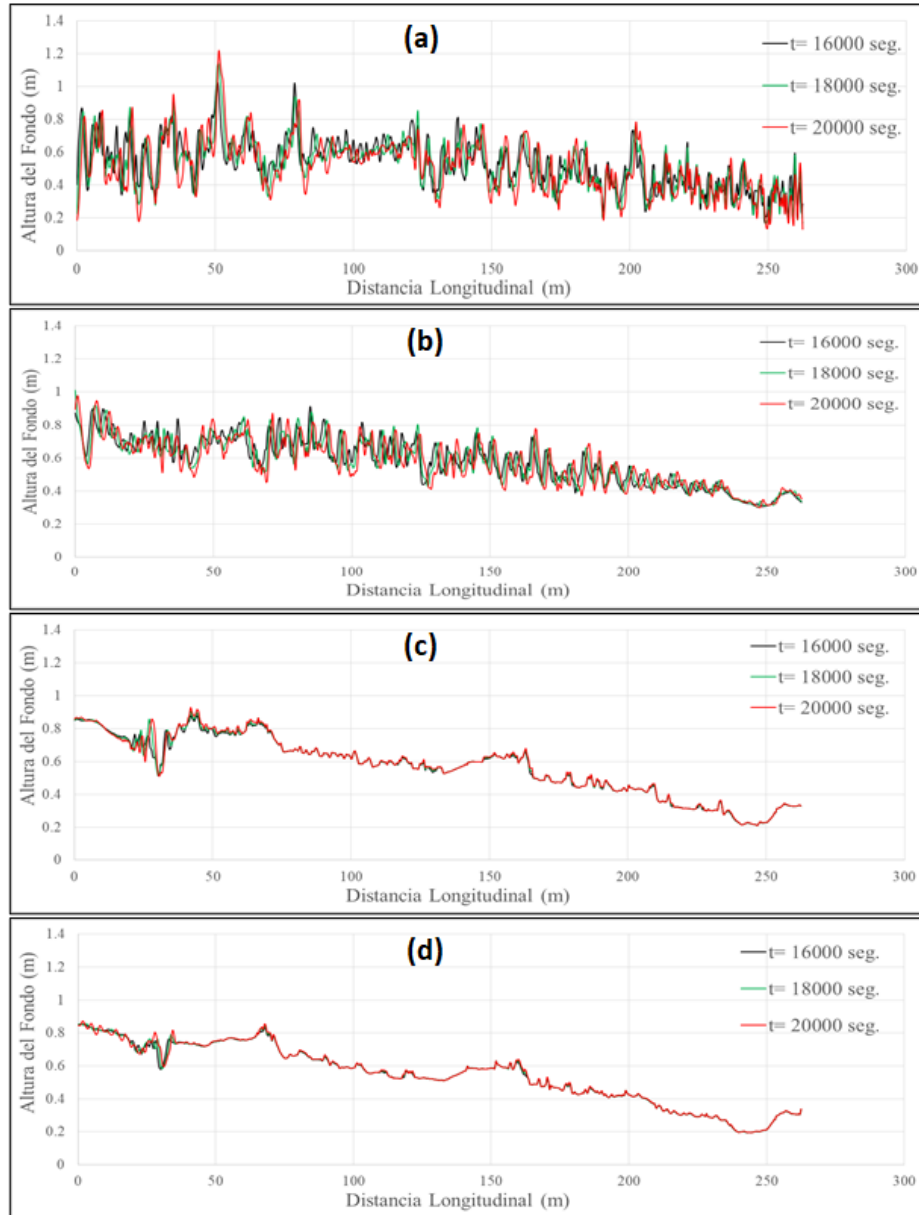 (a)
1.4
1.2
1
0.8
0.6
0.4
0.2
0
Altura del Fondo (m)
t= 16000 seg.
t= 18000 seg.
t= 20000 seg.
0 50 100 150 200 250 300
Distancia Longitudinal (m)
(b)
1.4
1.2
1
0.8
0.6
0.4
0.2
0
Altura del Fondo (m)
t= 16000 seg.
t= 18000 seg.
t= 20000 seg.
0 50 100 150 200 250 300
Distancia Longitudinal (m)
(c)
1.4
1.2
1
0.8
0.6
0.4
0.2
0
Altura del Fondo (m)
t= 16000 seg.
t= 18000 seg.
t= 20000 seg.
0 50 100 150 200 250 300
Distancia Longitudinal (m)
(d)
1.4
1.2
1
0.8
0.6
0.4
0.2
0
Altura del Fondo (m)
t= 16000 seg.
t= 18000 seg.
t= 20000 seg.
0 50 100 150 200 250 300
Distancia Longitudinal (m)